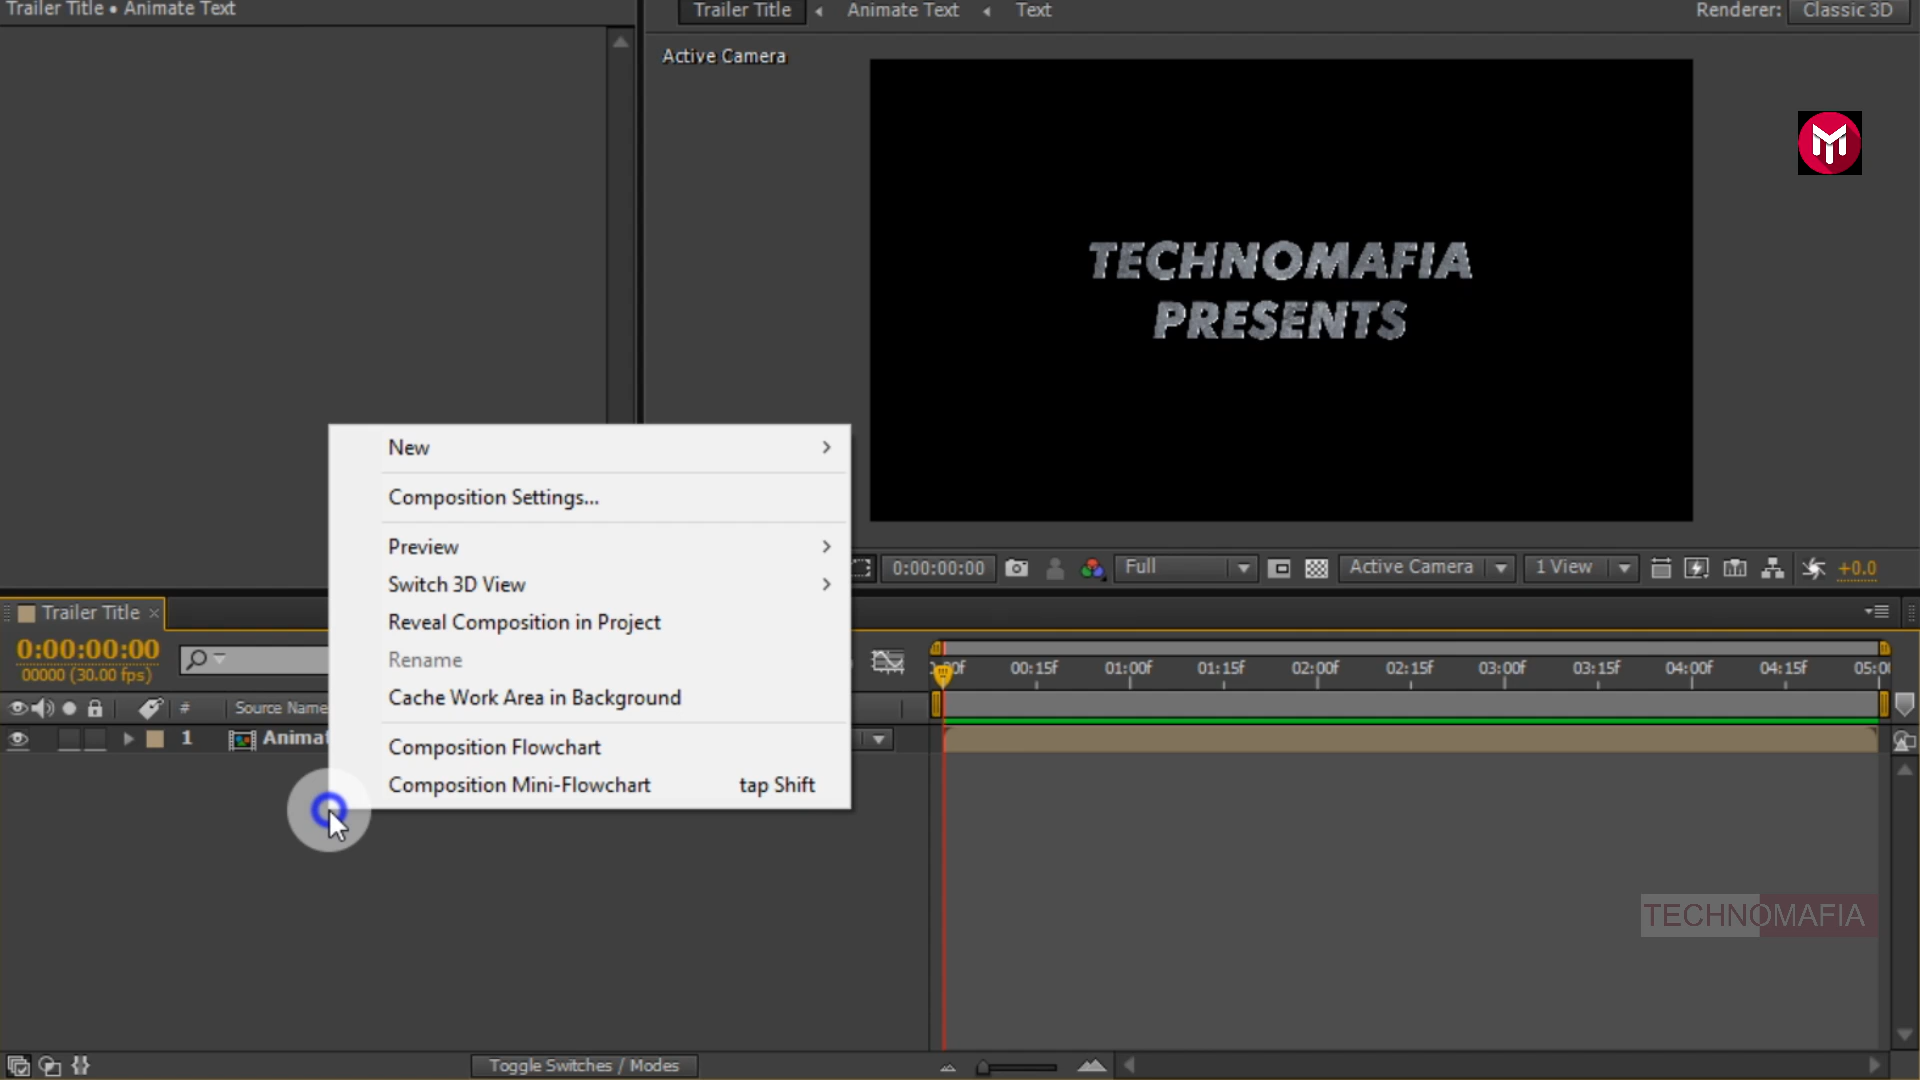 Trailer Title • Animate Text
Trailer Title
Animate Text
Text
Renderer:
Classic 3D
Active Camera
TECHNOMAFIA
PRESENTS
New
Composition Settings...
Preview
Switch 3D View
Reveal Composition in Project
Rename
Cache Work Area in Background
Composition Flowchart
Composition Mini-Flowchart tap Shift
0:00:00:00
Full
Active Camera
1 View
+0.0
Trailer Title
0:00:00:00
00000 (30.00 fps)
00:15f 01:00f 01:15f 02:00f 02:15f 03:00f 03:15f 04:00f 04:15f
# Source Name
1
TECHNOMAFIA
Toggle Switches / Modes